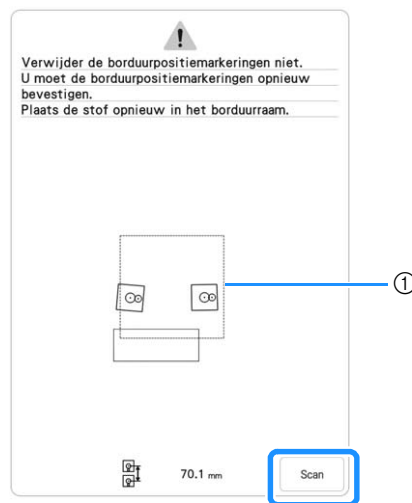 Verwijder de borduurpositiemarkeringen niet.
U moet de borduurpositiemarkeringen opnieuw
bevestigen.
Plaats de stof opnieuw in het borduurraam.
①
70.1 mm
Scan